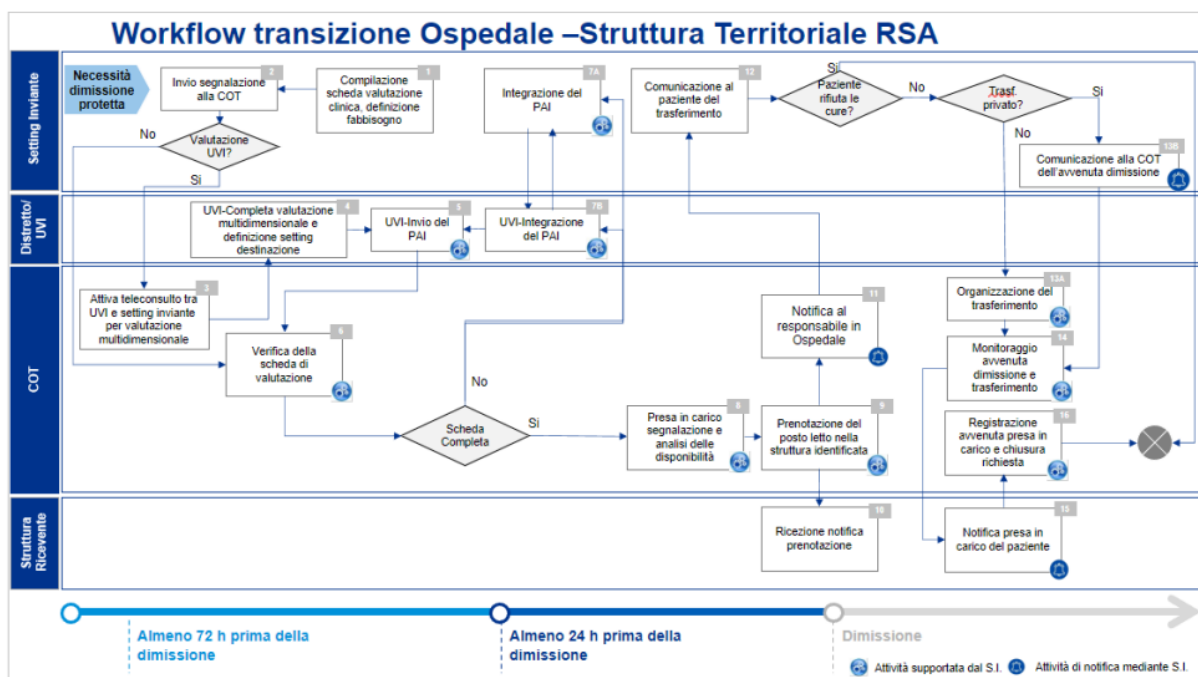 Workflow transizione Ospedale –Struttura Territoriale RSA
Setting Inviante
Necessità
dimissione
protetta
2
Invio segnalazione
alla COT
1
Compilazione
scheda valutazione
clinica, definizione
fabbisogno
No
Valutazione
UVI?
Si
7A
Integrazione del
PAI
12
Comunicazione al
paziente del
trasferimento
Si
Paziente
rifiuta le
cure?
No
Trasf.
privato?
Si
No
13B
Comunicazione alla COT
dell'avvenuta dimissione
Distretto/
UVI
4
UVI-Completa valutazione
multidimensionale e
definizione setting
destinazione
5
UVI-Invio del
PAI
7B
UVI-Integrazione
del PAI
COT
3
Attiva teleconsulto tra
UVI e setting inviante
per valutazione
multidimensionale
6
Verifica della
scheda di
valutazione
No
Scheda
Completa
Si
8
Presa in carico
segnalazione e
analisi delle
disponibilità
9
Prenotazione del
posto letto nella
struttura identificata
11
Notifica al
responsabile in
Ospedale
13A
Organizzazione del
trasferimento
14
Monitoraggio
avvenuta
dimissione e
trasferimento
16
Registrazione
avvenuta presa in
carico e chiusura
richiesta
Struttura
Ricevente
10
Ricezione notifica
prenotazione
15
Notifica presa in
carico del paziente
Almeno 72 h prima della
dimissione
Almeno 24 h prima della
dimissione
Dimissione
Attività supportata dal S.I.
Attività di notifica mediante S.I.